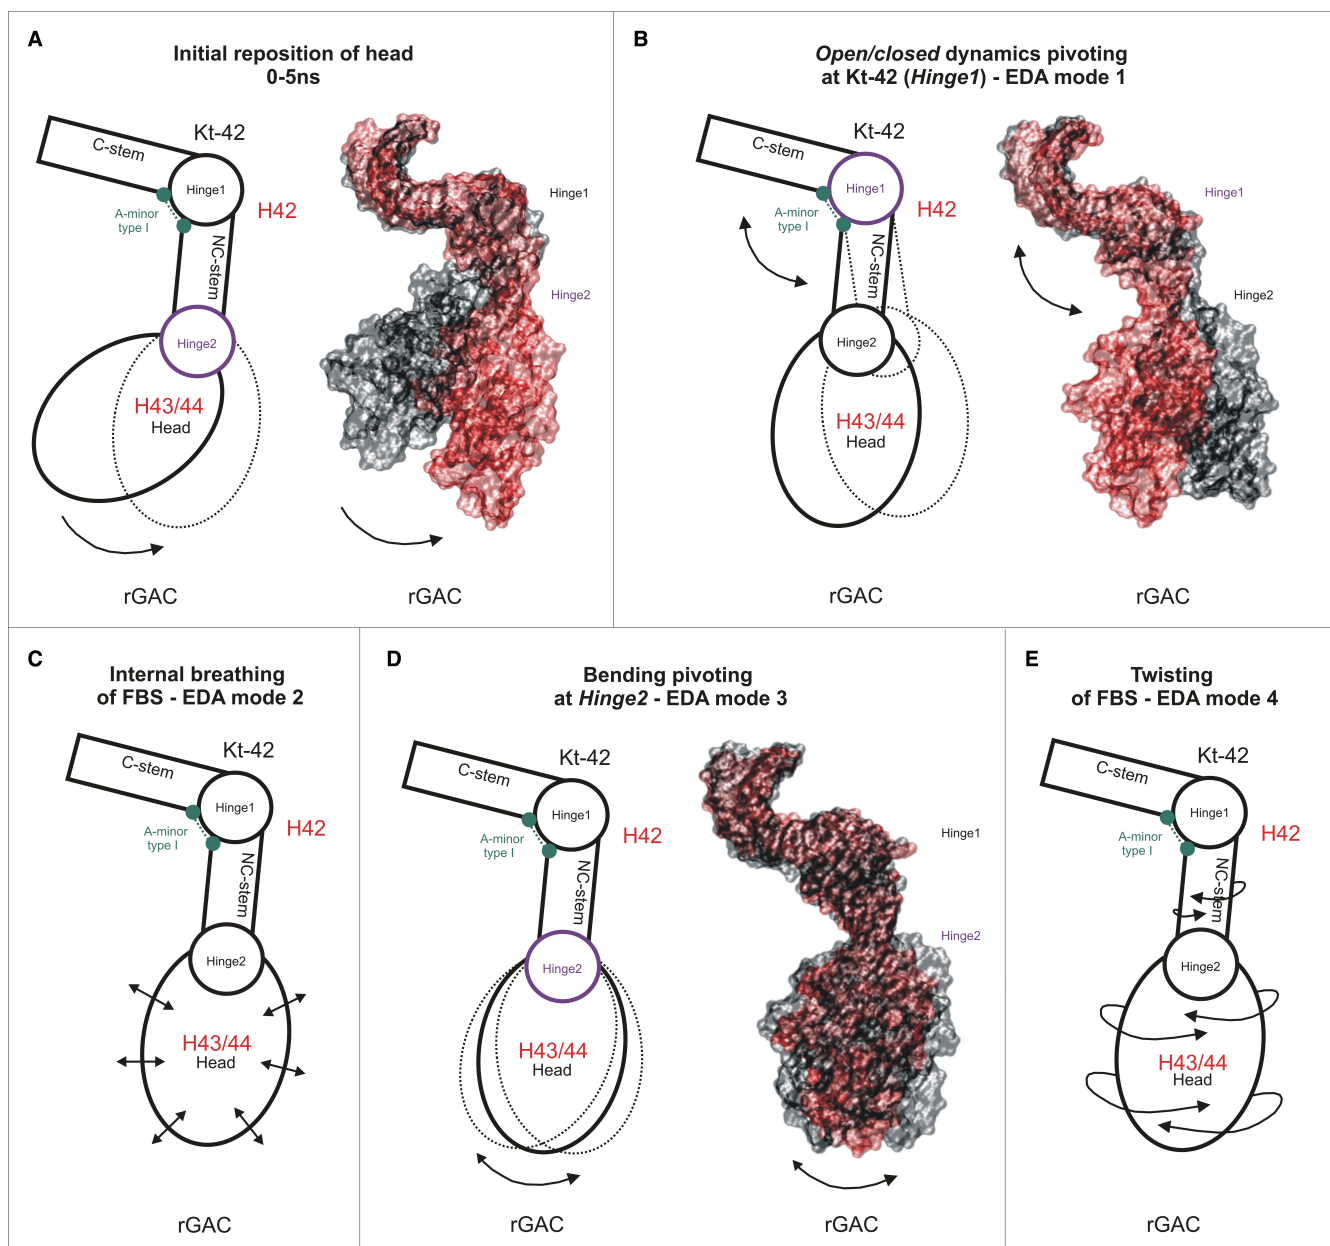 A
Initial reposition of head
0-5ns
Kt-42
C-stem
Hinge1
A-minor
type I
H42
NC-stem
Hinge2
H43/44
Head
rGAC
Hinge1
Hinge2
rGAC
B
Open/closed dynamics pivoting
at Kt-42 (Hinge1) - EDA mode 1
Kt-42
C-stem
Hinge1
A-minor
type I
H42
NC-stem
Hinge2
H43/44
Head
rGAC
Hinge1
Hinge2
rGAC
C
Internal breathing
of FBS - EDA mode 2
Kt-42
C-stem
Hinge1
A-minor
type I
H42
NC-stem
Hinge2
H43/44
Head
rGAC
D
Bending pivoting
at Hinge2 - EDA mode 3
Kt-42
C-stem
Hinge1
A-minor
type I
H42
NC-stem
Hinge2
H43/44
Head
rGAC
Hinge1
Hinge2
rGAC
E
Twisting
of FBS - EDA mode 4
Kt-42
C-stem
Hinge1
A-minor
type I
H42
NC-stem
Hinge2
H43/44
Head
rGAC